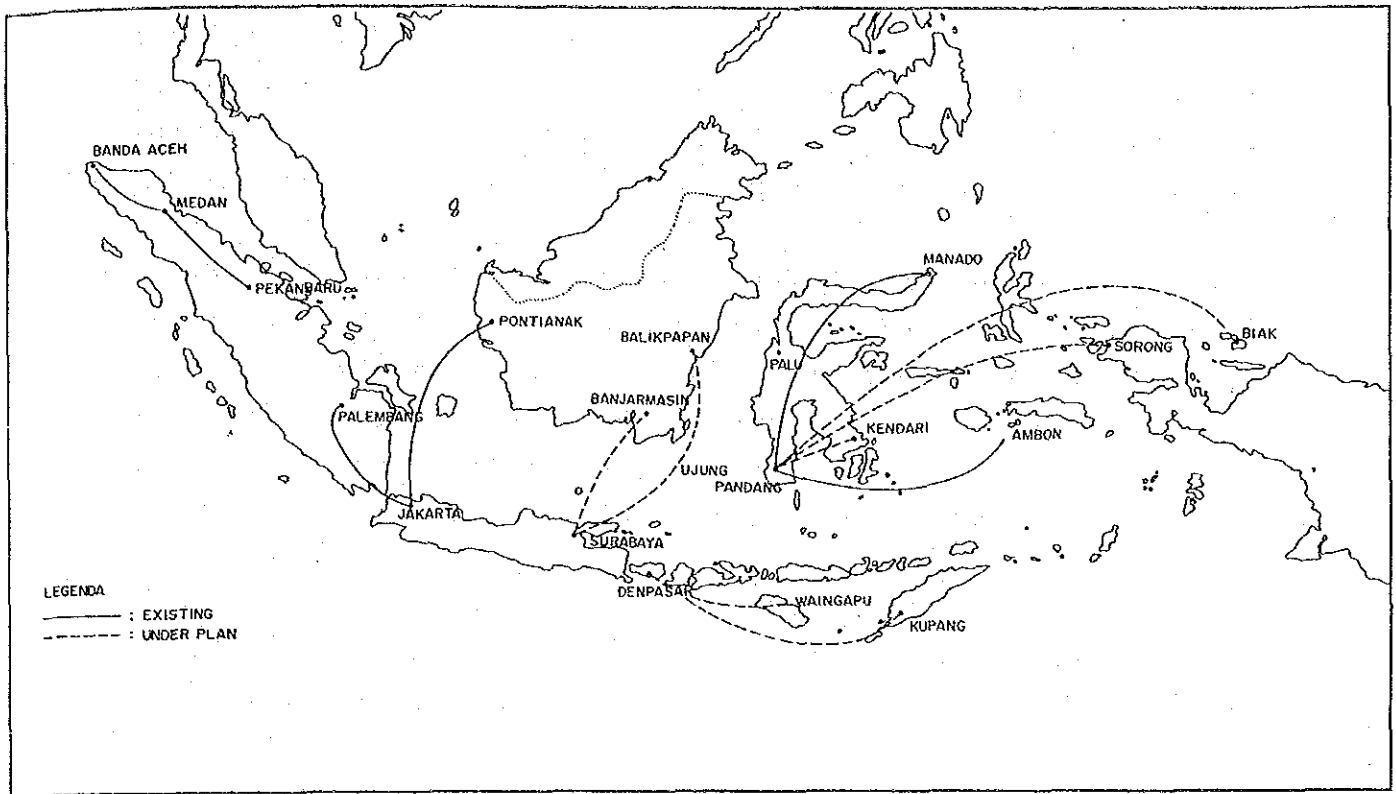 BANDA ACEH
MEDAN
PEKANBARU
MANADO
PONTIANAK
BALIKPAPAN
PALU
SORONG
BIAK
PALEMBANG
BANJARMASIN
KENDARI
AMBON
UJUNG
PANDANG
JAKARTA
SURABAYA
DENPASAR
WAINGAPU
KUPANG
LEGENDA
: EXISTING
: UNDER PLAN